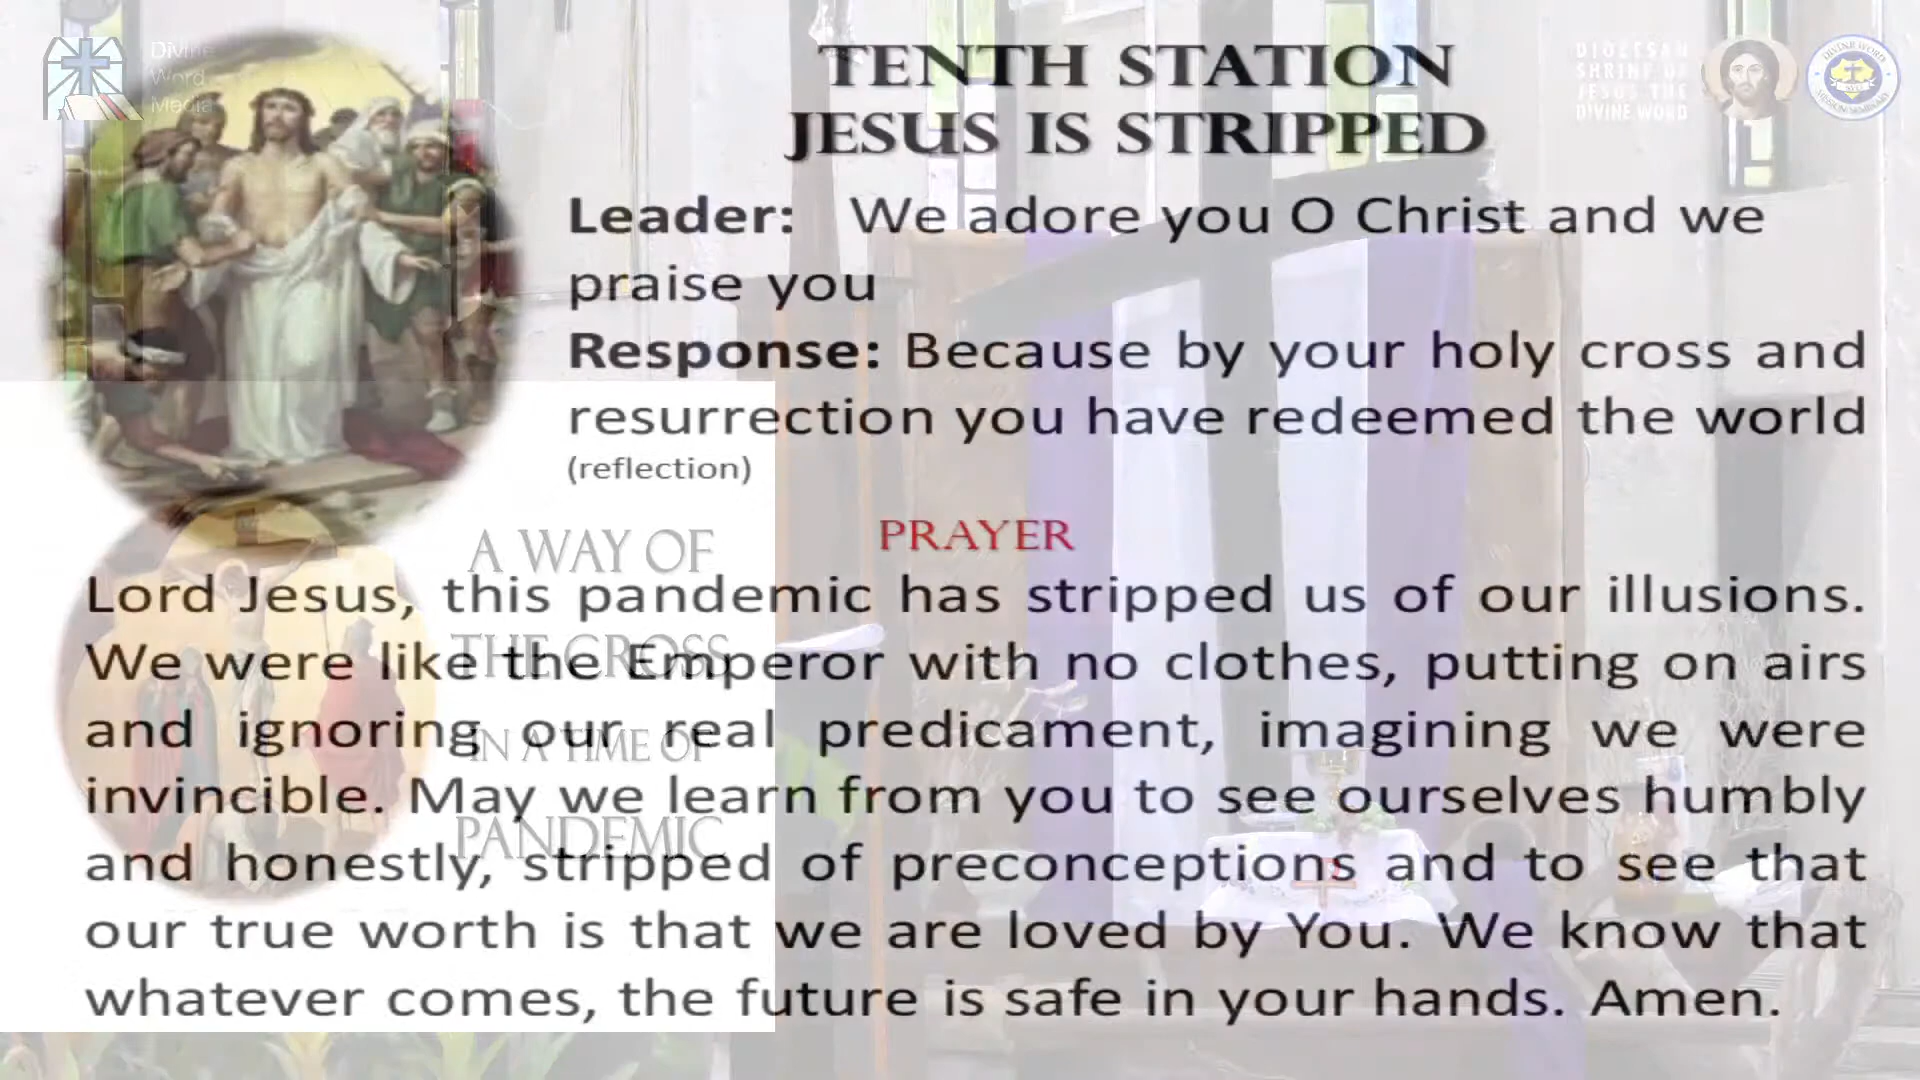 Divine
Word
Media
DIOZESAN
SHRINE OF
JESUS THE
DIVINE WORD
DIVINE WORD
MISSION SEMINARY
TENTH STATION
JESUS IS STRIPPED
Leader: We adore you O Christ and we
praise you
Response: Because by your holy cross and
resurrection you have redeemed the world
(reflection)
PRAYER
Lord Jesus, this pandemic has stripped us of our illusions.
We were like the Emperor with no clothes, putting on airs
and ignoring our real predicament, imagining we were
invincible. May we learn from you to see ourselves humbly
and honestly, stripped of preconceptions and to see that
our true worth is that we are loved by You. We know that
whatever comes, the future is safe in your hands. Amen.
A WAY OF
THE CROSS
IN A TIME OF
PANDEMIC